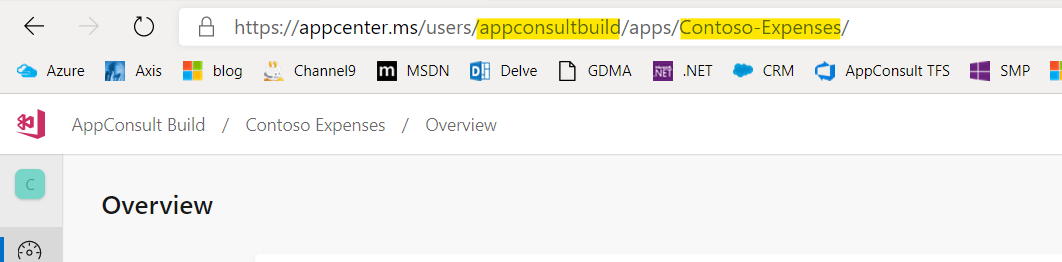 https://appcenter.ms/users/appconsultbuild/apps/Contoso-Expenses/
Azure Axis blog Channel9 m MSDN Delve GDMA .NET .NET CRM AppConsult TFS SMP
AppConsult Build / Contoso Expenses / Overview
C
Overview